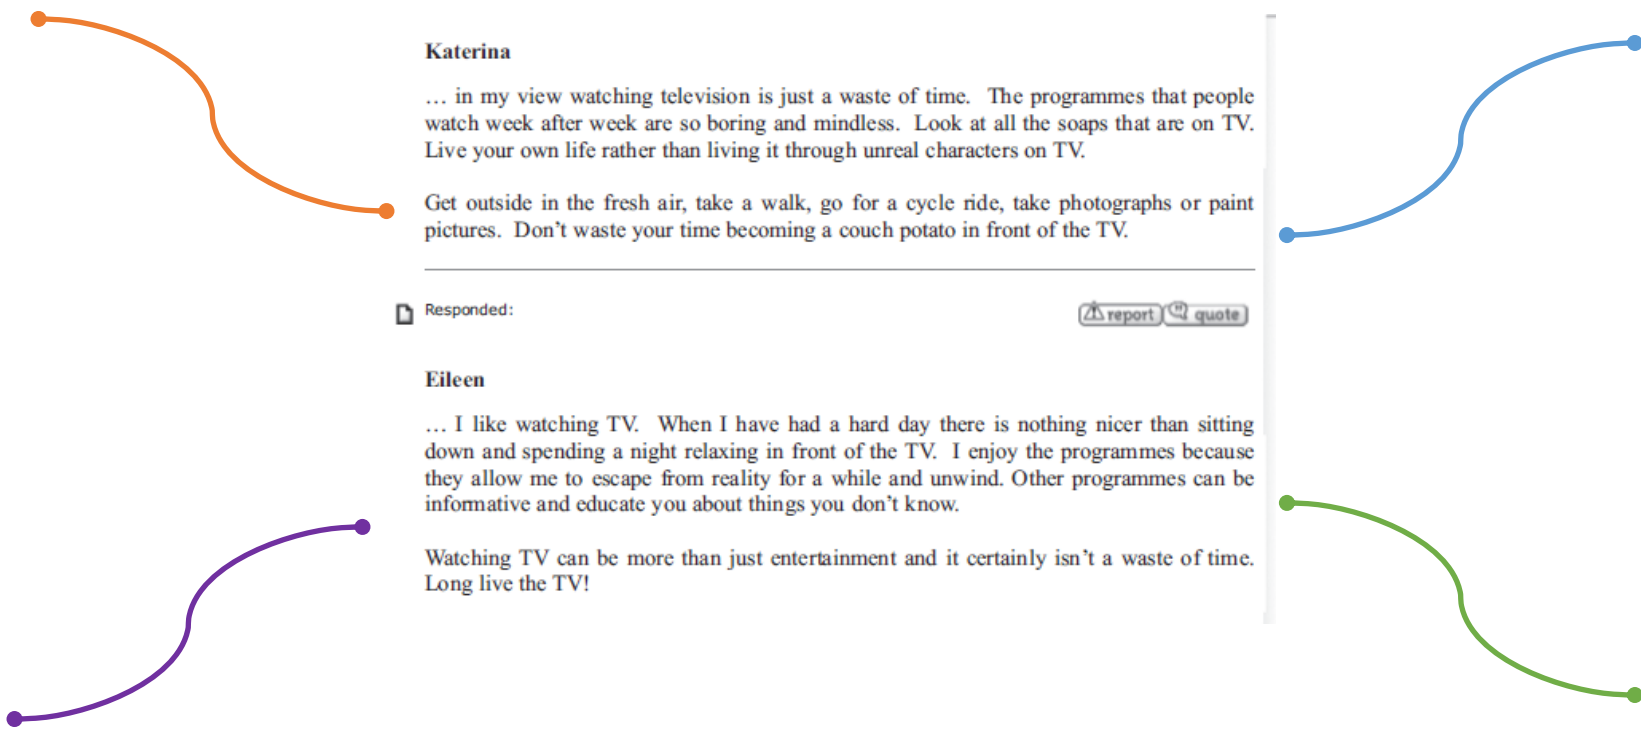 Katerina
… in my view watching television is just a waste of time. The programmes that people
watch week after week are so boring and mindless. Look at all the soaps that are on TV.
Live your own life rather than living it through unreal characters on TV.
Get outside in the fresh air, take a walk, go for a cycle ride, take photographs or paint
pictures. Don't waste your time becoming a couch potato in front of the TV.
Responded:
report quote
Eileen
… I like watching TV. When I have had a hard day there is nothing nicer than sitting
down and spending a night relaxing in front of the TV. I enjoy the programmes because
they allow me to escape from reality for a while and unwind. Other programmes can be
informative and educate you about things you don't know.
Watching TV can be more than just entertainment and it certainly isn't a waste of time.
Long live the TV!